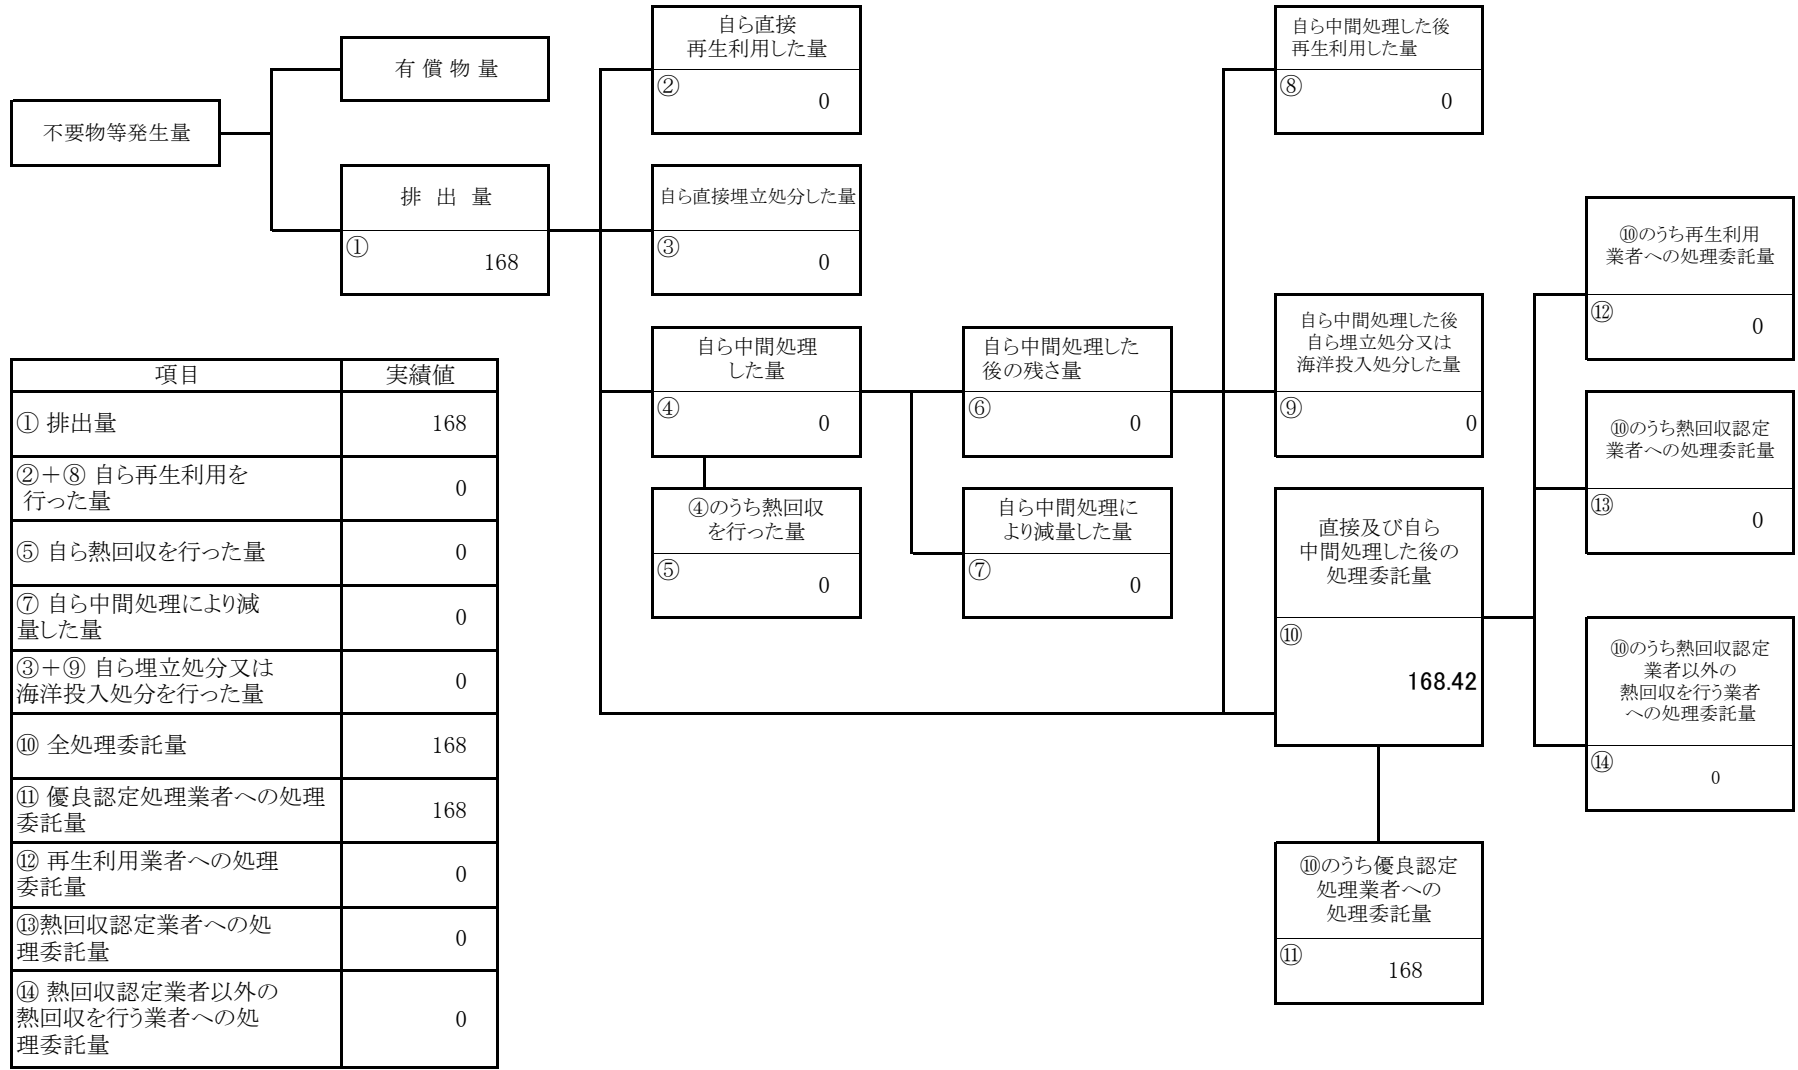 不要物等発生量
有 償 物 量
排 出 量
①
168
自ら直接
再生利用した量
②
0
自ら直接埋立処分した量
③
0
自ら中間処理
した量
④
0
④のうち熱回収
を行った量
⑤
0
自ら中間処理した
後の残さ量
⑥
0
自ら中間処理に
より減量した量
⑦
0
自ら中間処理した後
再生利用した量
⑧
0
自ら中間処理した後
自ら埋立処分又は
海洋投入処分した量
⑨
0
直接及び自ら
中間処理した後の
処理委託量
⑩
168.42
⑩のうち優良認定
処理業者への
処理委託量
⑪
168
⑩のうち再生利用
業者への処理委託量
⑫
0
⑩のうち熱回収認定
業者への処理委託量
⑬
0
⑩のうち熱回収認定
業者以外の
熱回収を行う業者
への処理委託量
⑭
0
項目 実績値
① 排出量 168
②＋⑧ 自ら再生利用を
行った量
0
⑤ 自ら熱回収を行った量 0
⑦ 自ら中間処理により減
量した量
0
③＋⑨ 自ら埋立処分又は
海洋投入処分を行った量
0
⑩ 全処理委託量 168
⑪ 優良認定処理業者への処理
委託量
168
⑫ 再生利用業者への処理
委託量
0
⑬熱回収認定業者への処
理委託量
0
⑭ 熱回収認定業者以外の
熱回収を行う業者への処
理委託量
0